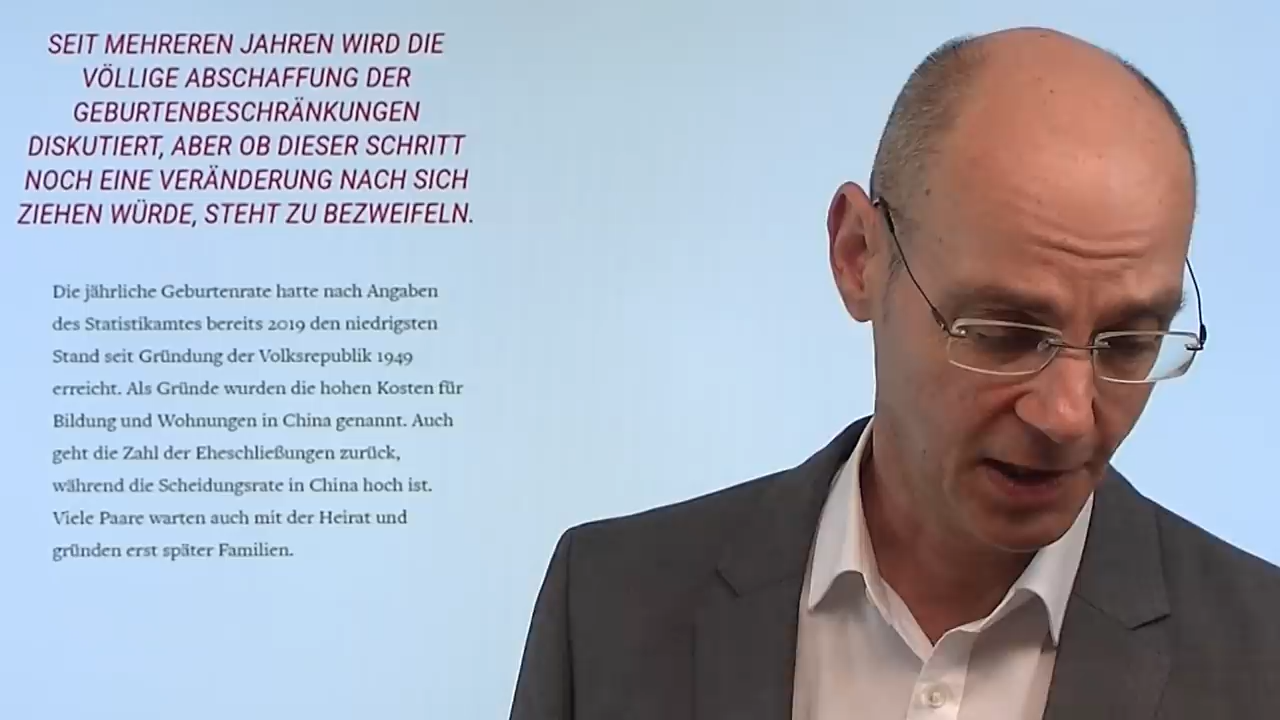 SEIT MEHREREN JAHREN WIRD DIE
VÖLLIGE ABSCHAFFUNG DER
GEBURTENBESCHRÄNKUNGEN
DISKUTIERT, ABER OB DIESER SCHRITT
NOCH EINE VERÄNDERUNG NACH SICH
ZIEHEN WÜRDE, STEHT ZU BEZWEIFELN.
Die jährliche Geburtenrate hatte nach Angaben
des Statistikamtes bereits 2019 den niedrigsten
Stand seit Gründung der Volksrepublik 1949
erreicht. Als Gründe wurden die hohen Kosten für
Bildung und Wohnungen in China genannt. Auch
geht die Zahl der Eheschließungen zurück,
während die Scheidungsrate in China hoch ist.
Viele Paare warten auch mit der Heirat und
gründen erst später Familien.